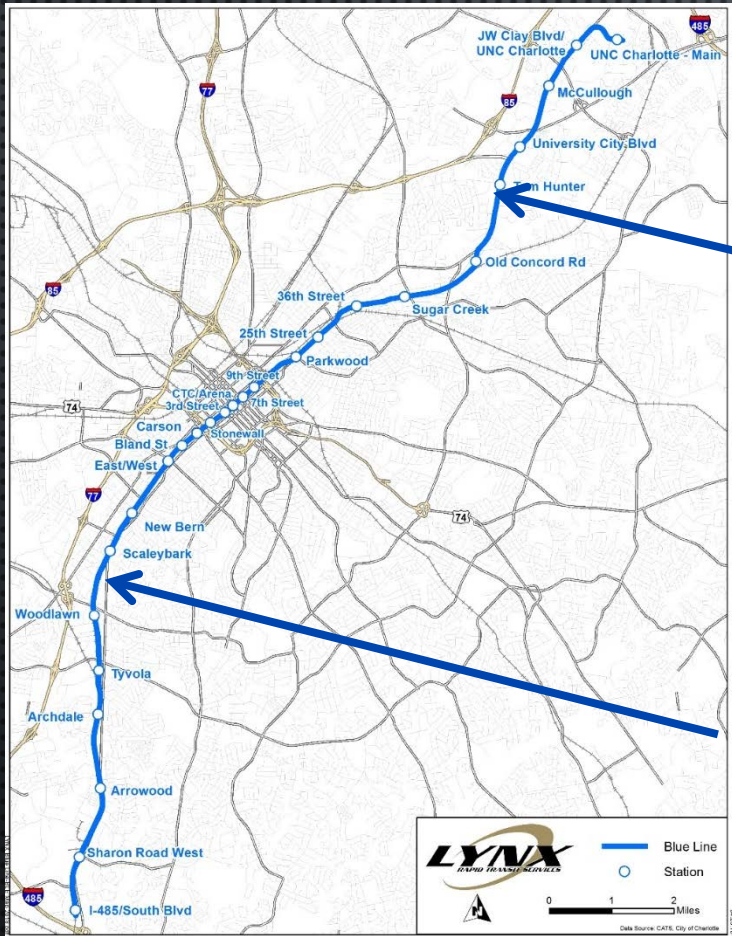 485
JW Clay Blvd/
UNC Charlotte
UNC Charlotte - Main
77
85
McCullough
University City Blvd
Tom Hunter
Old Concord Rd
85
36th Street
Sugar Creek
25th Street
Parkwood
9th Street
CTC/Arena
74
3rd Street
7th Street
Carson
Stonewall
Bland St
East/West
77
74
New Bern
Scaleybark
Woodlawn
Tyvola
Archdale
Arrowood
Sharon Road West
485
I-485/South Blvd
LYNX
RAPID TRANSIT SERVICES
Blue Line
Station
N
0 1 2
Miles
Data Source: CATS, City of Charlotte